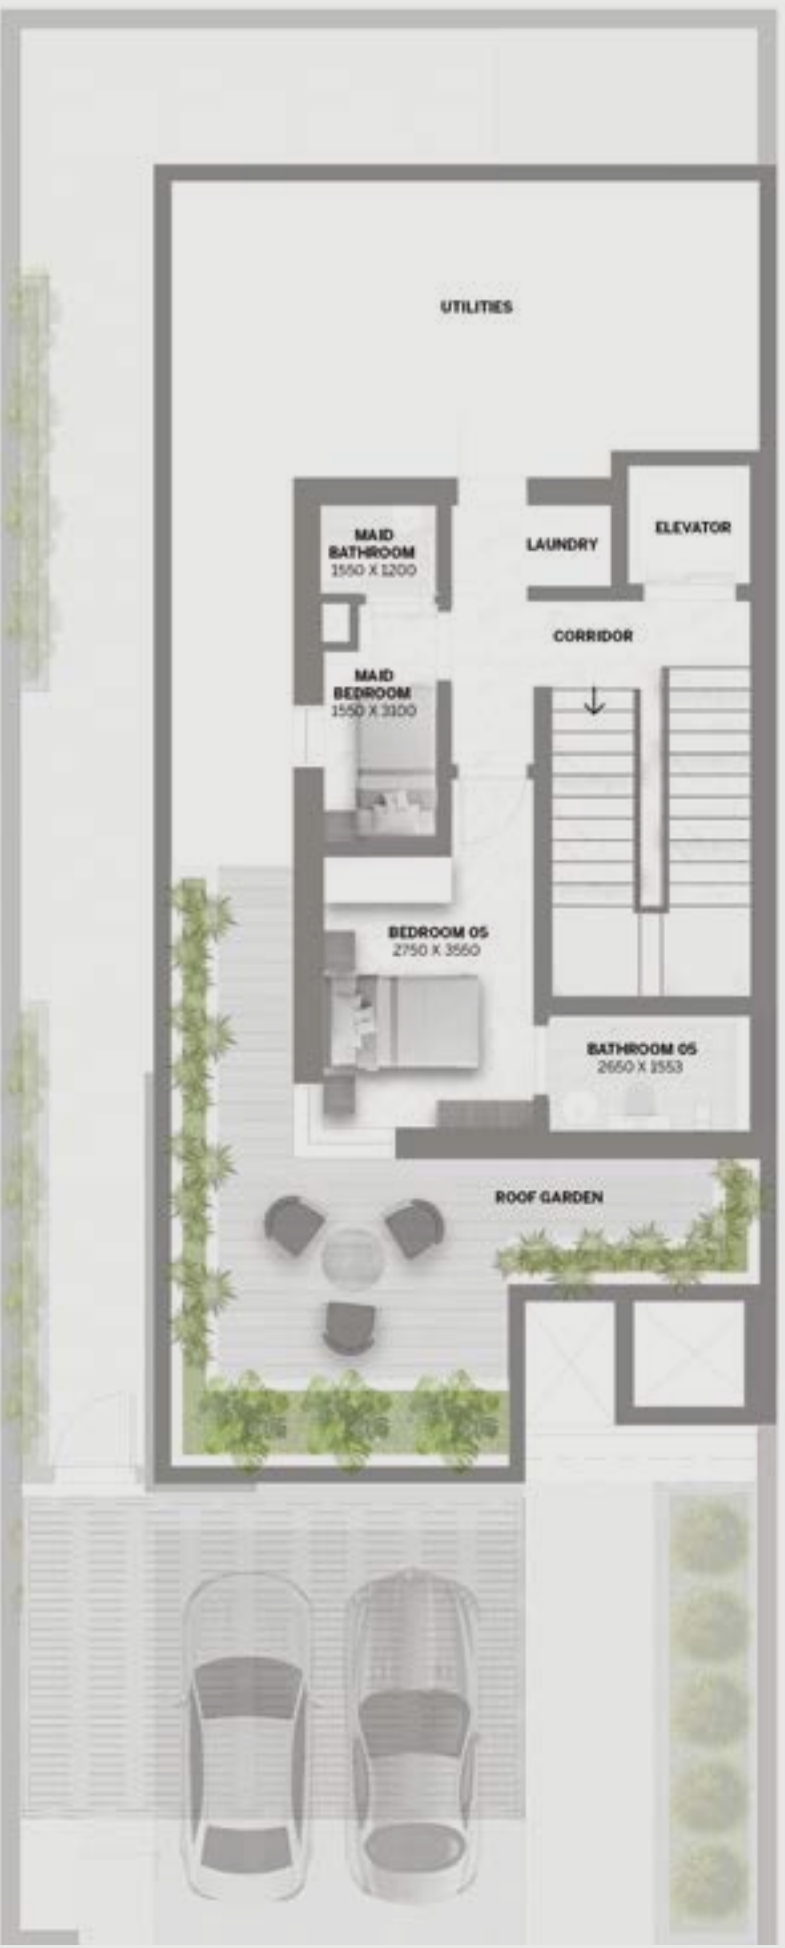 UTILITIES
MAID
BATHROOM
1550 X 1200
LAUNDRY
ELEVATOR
CORRIDOR
MAID
BEDROOM
1550 X 3100
BEDROOM 05
2750 X 3550
BATHROOM 05
2650 X 1553
ROOF GARDEN